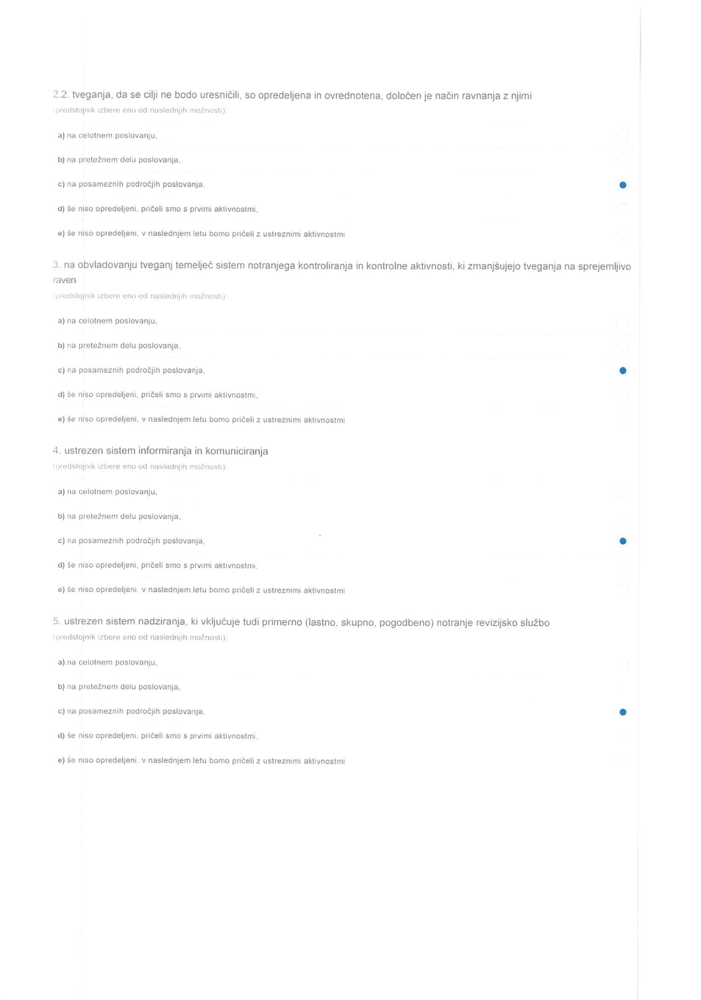 2.2. tveganja, da se cilji ne bodo uresničili, so opredeljena in ovrednotena, določen je način ravnanja z njimi
(predstojnik izbere eno od naslednjih možnosti):
a) na celotnem poslovanju,
b) na pretežnem delu poslovanja,
c) na posameznih področjih poslovanja,
d) še niso opredeljeni, pričeli smo s prvimi aktivnostmi,
e) še niso opredeljeni, v naslednjem letu bomo pričeli z ustreznimi aktivnostmi
3. na obvladovanju tveganj temelječ sistem notranjega kontroliranja in kontrolne aktivnosti, ki zmanjšujejo tveganja na sprejemljivo
raven
(predstojnik izbere eno od naslednjih možnosti):
a) na celotnem poslovanju,
b) na pretežnem delu poslovanja,
c) na posameznih področjih poslovanja,
d) še niso opredeljeni, pričeli smo s prvimi aktivnostmi,
e) še niso opredeljeni, v naslednjem letu bomo pričeli z ustreznimi aktivnostmi
4. ustrezen sistem informiranja in komuniciranja
(predstojnik izbere eno od naslednjih možnosti):
a) na celotnem poslovanju,
b) na pretežnem delu poslovanja,
c) na posameznih področjih poslovanja,
d) še niso opredeljeni, pričeli smo s prvimi aktivnostmi,
e) še niso opredeljeni, v naslednjem letu bomo pričeli z ustreznimi aktivnostmi
5. ustrezen sistem nadziranja, ki vključuje tudi primerno (lastno, skupno, pogodbeno) notranje revizijsko službo
(predstojnik izbere eno od naslednjih možnosti):
a) na celotnem poslovanju,
b) na pretežnem delu poslovanja,
c) na posameznih področjih poslovanja,
d) še niso opredeljeni, pričeli smo s prvimi aktivnostmi,
e) še niso opredeljeni, v naslednjem letu bomo pričeli z ustreznimi aktivnostmi